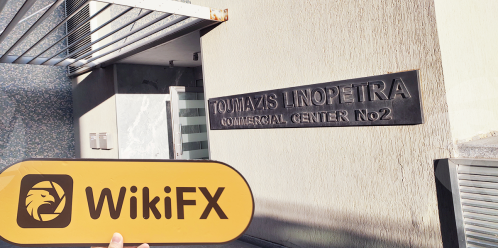 TOUMAZIS LINOPETRA
COMMERCIAL CENTER No2
WikiFX